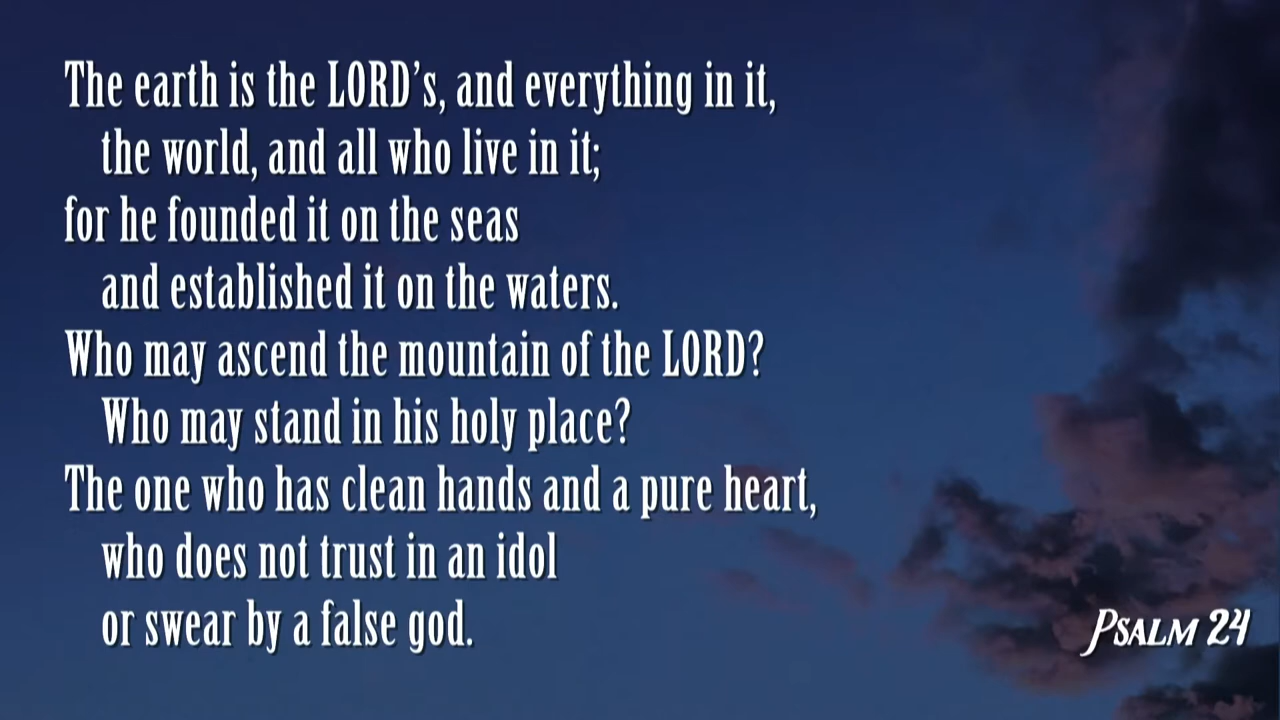 The earth is the LORD’s, and everything in it,
the world, and all who live in it;
for he founded it on the seas
and established it on the waters.
Who may ascend the mountain of the LORD?
Who may stand in his holy place?
The one who has clean hands and a pure heart,
who does not trust in an idol
or swear by a false god.
PSALM 24